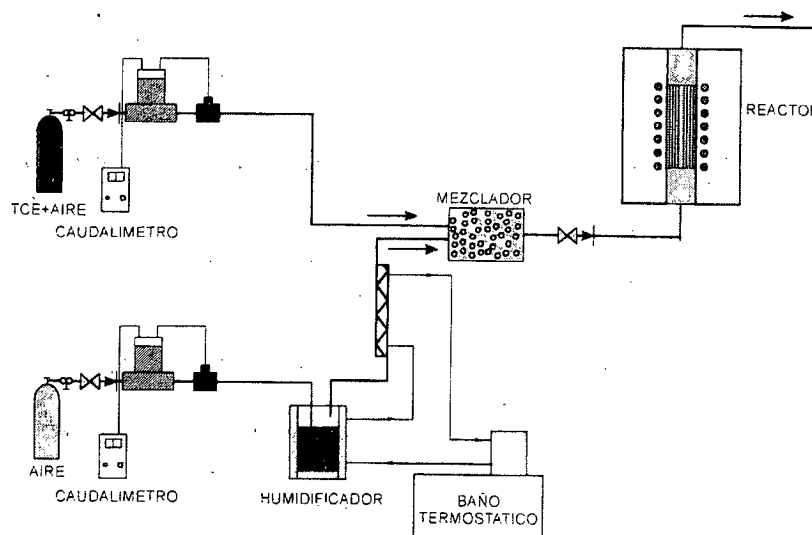 REACTOR
MEZCLADOR
TCE+AIRE
CAUDALIMETRO
AIRE
CAUDALIMETRO
HUMIDIFICADOR
BAÑO
TERMOSTATICO